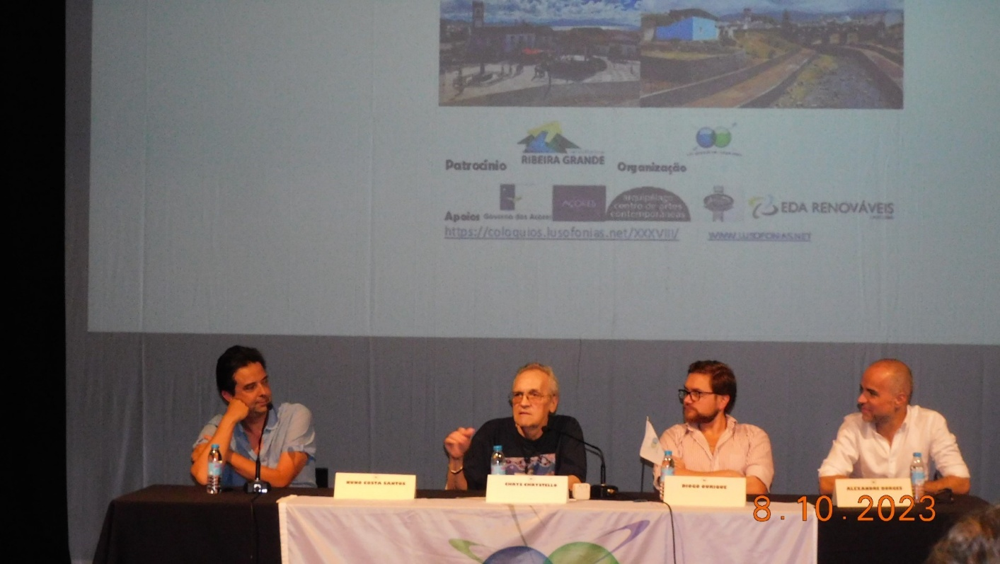 Patrocínio
RIBEIRA GRANDE
Organização
Apoios
Governo dos Açores
AÇORES
arquipélago
centro de artes
contemporâneas
EDA RENOVÁVEIS
https://coloquios.lusofonias.net/XXXVIII/
WWW.LUSOFONIAS.NET
NUNO COSTA SANTOS
CHRYS CHRYSTELLO
DIOGO OURIQUE
ALEXANDRE BORGES
8.10.2023